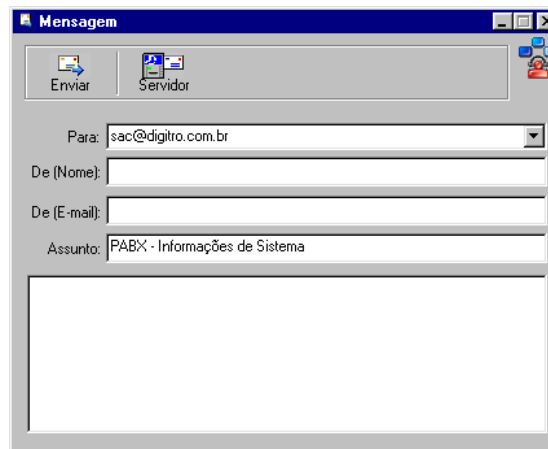 Mensagem
Enviar Servidor
Para: sac@digitro.com.br
De (Nome):
De (E-mail):
Assunto: PABX - Informações de Sistema